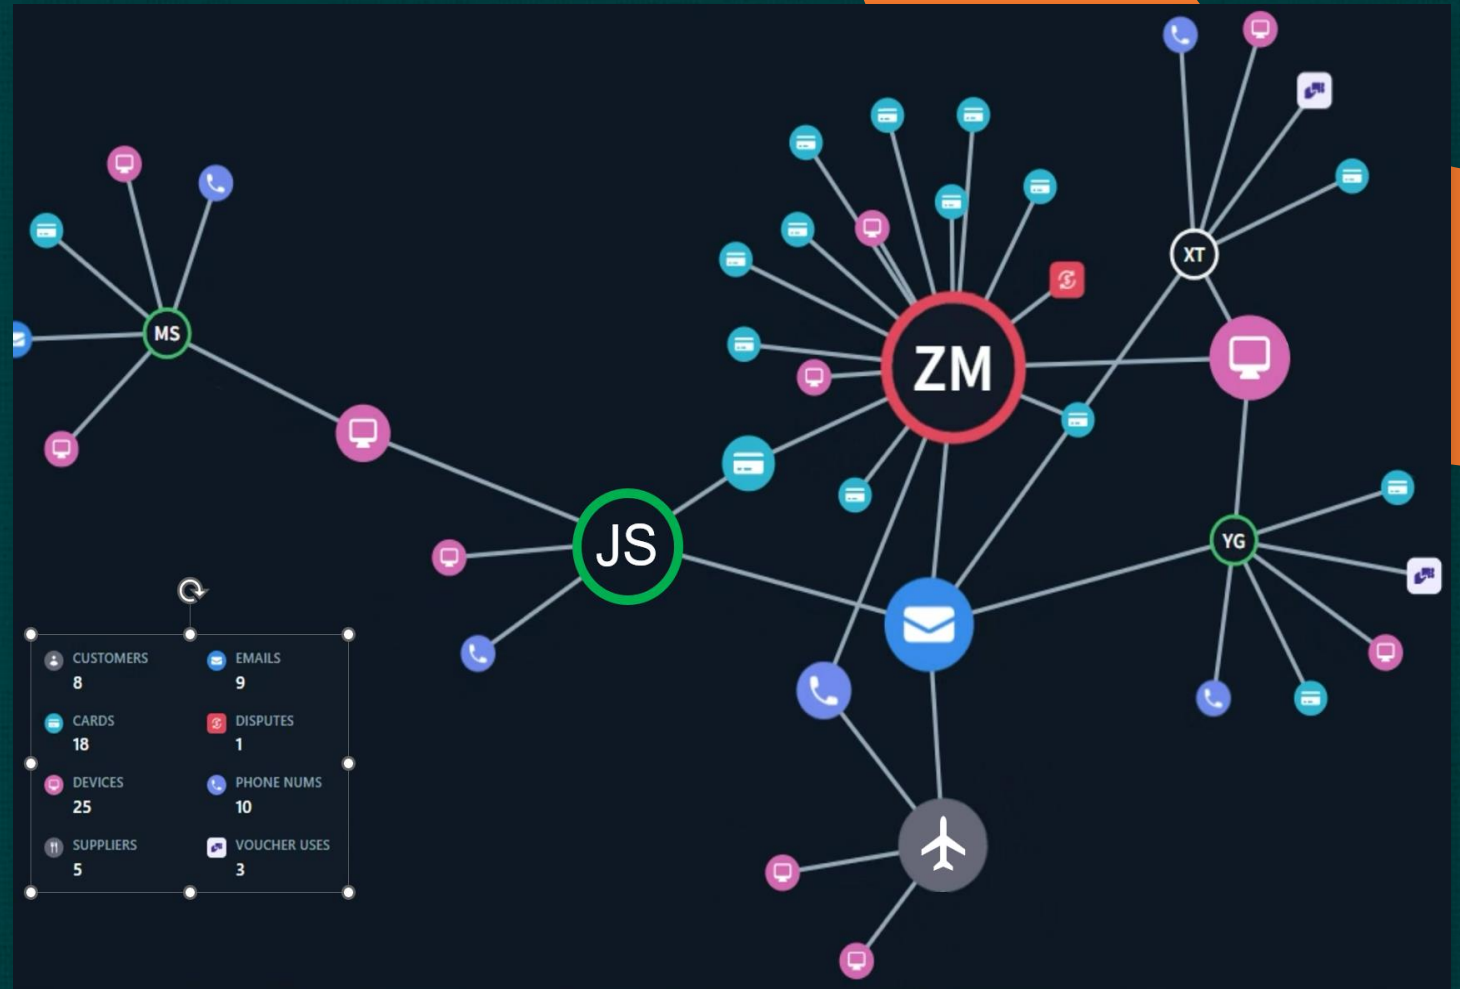 XT
MS
ZM
JS
YG
CUSTOMERS
8
EMAILS
9
CARDS
18
DISPUTES
1
DEVICES
25
PHONE NUMS
10
SUPPLIERS
5
VOUCHER USES
3